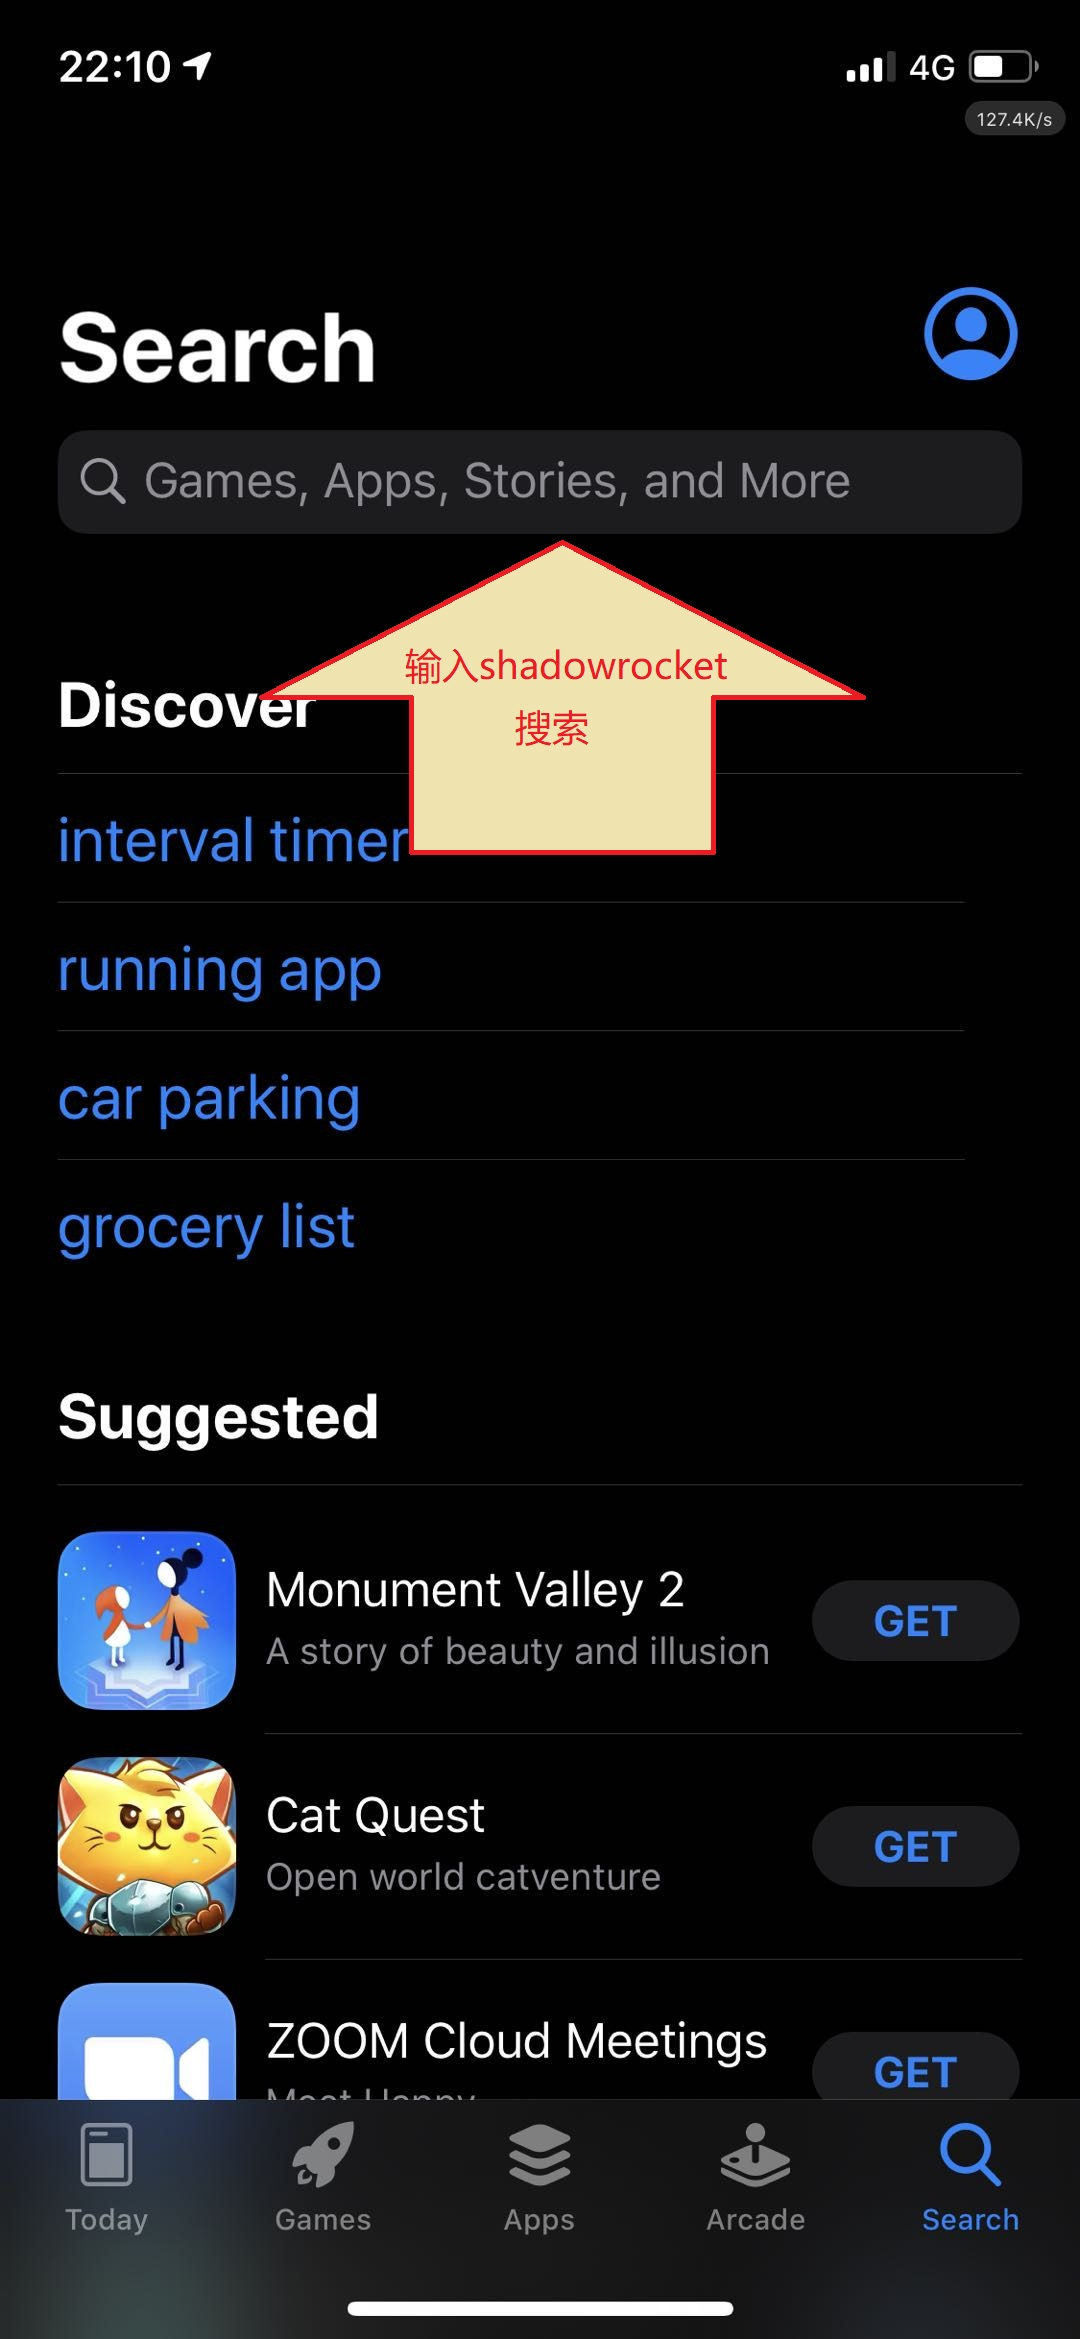 22:10
4G
127.4K/s
Search
Games, Apps, Stories, and More
输入shadowrocket
搜索
Discover
interval timer
running app
car parking
grocery list
Suggested
Monument Valley 2
A story of beauty and illusion
GET
Cat Quest
Open world catventure
GET
ZOOM Cloud Meetings
Meet Happy
GET
Today
Games
Apps
Arcade
Search